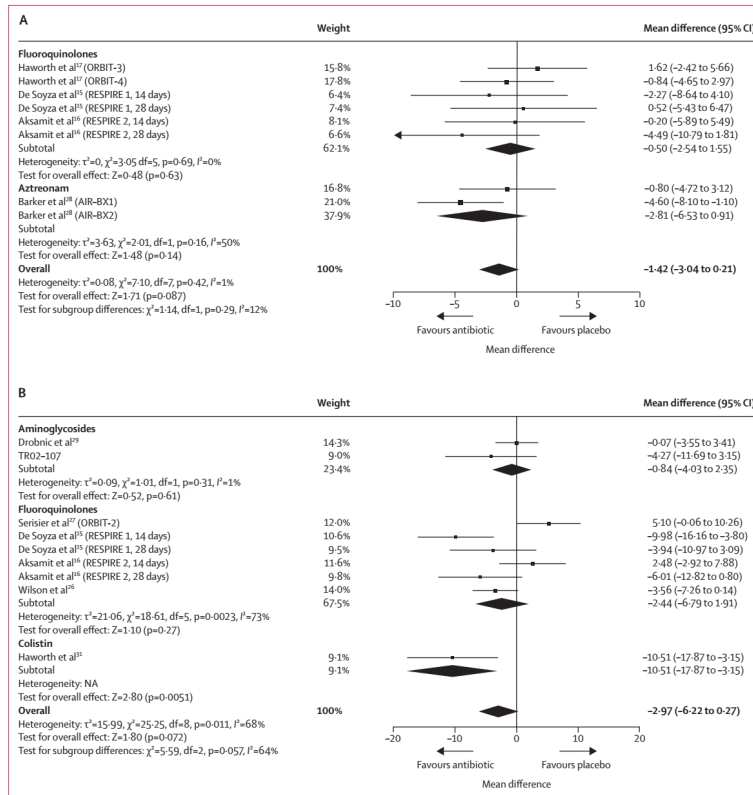 A
Weight Mean difference (95% CI)
Fluoroquinolones
Haworth et al¹⁷ (ORBIT-3) 15·8% 1·62 (–2·42 to 5·66)
Haworth et al¹⁷ (ORBIT-4) 17·8% –0·84 (–4·65 to 2·97)
De Soyza et al¹⁵ (RESPIRE 1, 14 days) 6·4% –2·27 (–8·64 to 4·10)
De Soyza et al¹⁵ (RESPIRE 1, 28 days) 7·4% 0·52 (–5·43 to 6·47)
Aksamit et al¹⁶ (RESPIRE 2, 14 days) 8·1% –0·20 (–5·89 to 5·49)
Aksamit et al¹⁶ (RESPIRE 2, 28 days) 6·6% –4·49 (–10·79 to 1·81)
Subtotal 62·1% –0·50 (–2·54 to 1·55)
Heterogeneity: τ²=0, χ²=3·05 df=5, p=0·69, I²=0%
Test for overall effect: Z=0·48 (p=0·63)
Aztreonam 16·8% –0·80 (–4·72 to 3·12)
Barker et al²⁸ (AIR–BX1) 21·0% –4·60 (–8·10 to –1·10)
Barker et al²⁸ (AIR–BX2) 37·9% –2·81 (–6·53 to 0·91)
Subtotal
Heterogeneity: τ²=3·63, χ²=2·01, df=1, p=0·16, I²=50%
Test for overall effect: Z=1·48 (p=0·14)
Overall 100% –1·42 (–3·04 to 0·21)
Heterogeneity: τ²=0·08, χ²=7·10, df=7, p=0·42, I²=1%
Test for overall effect: Z=1·71 (p=0·087)
Test for subgroup differences: χ²=1·14, df=1, p=0·29, I²=12%
–10 –5 0 5 10
Favours antibiotic Favours placebo
Mean difference
B
Weight Mean difference (95% CI)
Aminoglycosides
Drobnic et al²⁹ 14·3% –0·07 (–3·55 to 3·41)
TR02–107 9·0% –4·27 (–11·69 to 3·15)
Subtotal 23·4% –0·84 (–4·03 to 2·35)
Heterogeneity: τ²=0·09, χ²=1·01, df=1, p=0·31, I²=1%
Test for overall effect: Z=0·52, p=0·61)
Fluoroquinolones
Serisier et al²⁷ (ORBIT-2) 12·0% 5·10 (–0·06 to 10·26)
De Soyza et al¹⁵ (RESPIRE 1, 14 days) 10·6% –9·98 (–16·16 to –3·80)
De Soyza et al¹⁵ (RESPIRE 1, 28 days) 9·5% –3·94 (–10·97 to 3·09)
Aksamit et al¹⁶ (RESPIRE 2, 14 days) 11·6% 2·48 (–2·92 to 7·88)
Aksamit et al¹⁶ (RESPIRE 2, 28 days) 9·8% –6·01 (–12·82 to 0·80)
Wilson et al²⁶ 14·0% –3·56 (–7·26 to 0·14)
Subtotal 67·5% –2·44 (–6·79 to 1·91)
Heterogeneity: τ²=21·06, χ²=18·61, df=5, p=0·0023, I²=73%
Test for overall effect: Z=1·10 (p=0·27)
Colistin
Haworth et al³¹ 9·1% –10·51 (–17·87 to –3·15)
Subtotal 9·1% –10·51 (–17·87 to –3·15)
Heterogeneity: NA
Test for overall effect: Z=2·80 (p=0·0051)
Overall 100% –2·97 (–6·22 to 0·27)
Heterogeneity: τ²=15·99, χ²=25·25, df=8, p=0·011, I²=68%
Test for overall effect: Z=1·80 (p=0·072)
Test for subgroup differences: χ²=5·59, df=2, p=0·057, I²=64%
–20 –10 0 10 20
Favours antibiotic Favours placebo
Mean difference